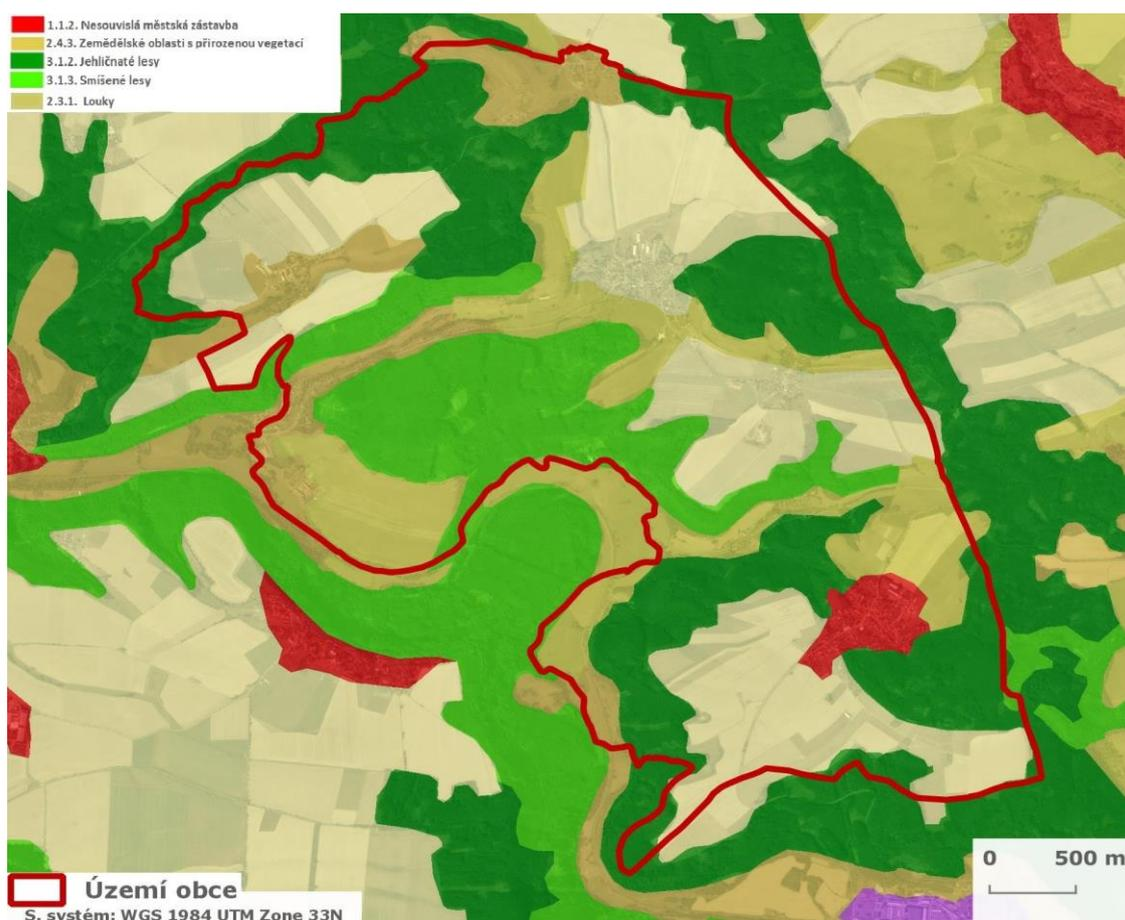 1.1.2. Nesouvislá městská zástavba
2.4.3. Zemědělské oblasti s přirozenou vegetací
3.1.2. Jehličnaté lesy
3.1.3. Smíšené lesy
2.3.1. Louky
0 500 m
Území obce
S. systém: WGS 1984 UTM Zone 33N